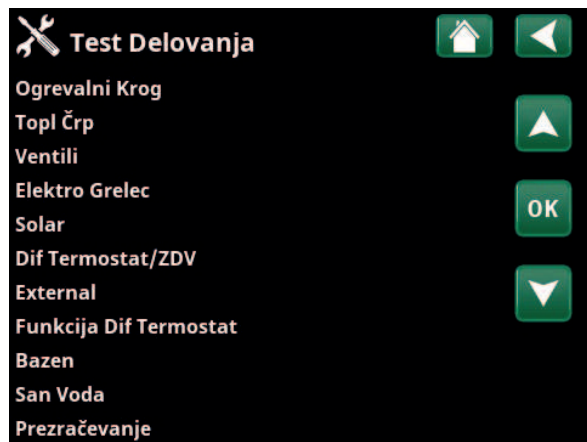 Test Delovanja
Ogrevalni Krog
Topl Črp
Ventili
Elektro Grelec
OK
Solar
Dif Termostat/ZDV
External
Funkcija Dif Termostat
Bazen
San Voda
Prezračevanje